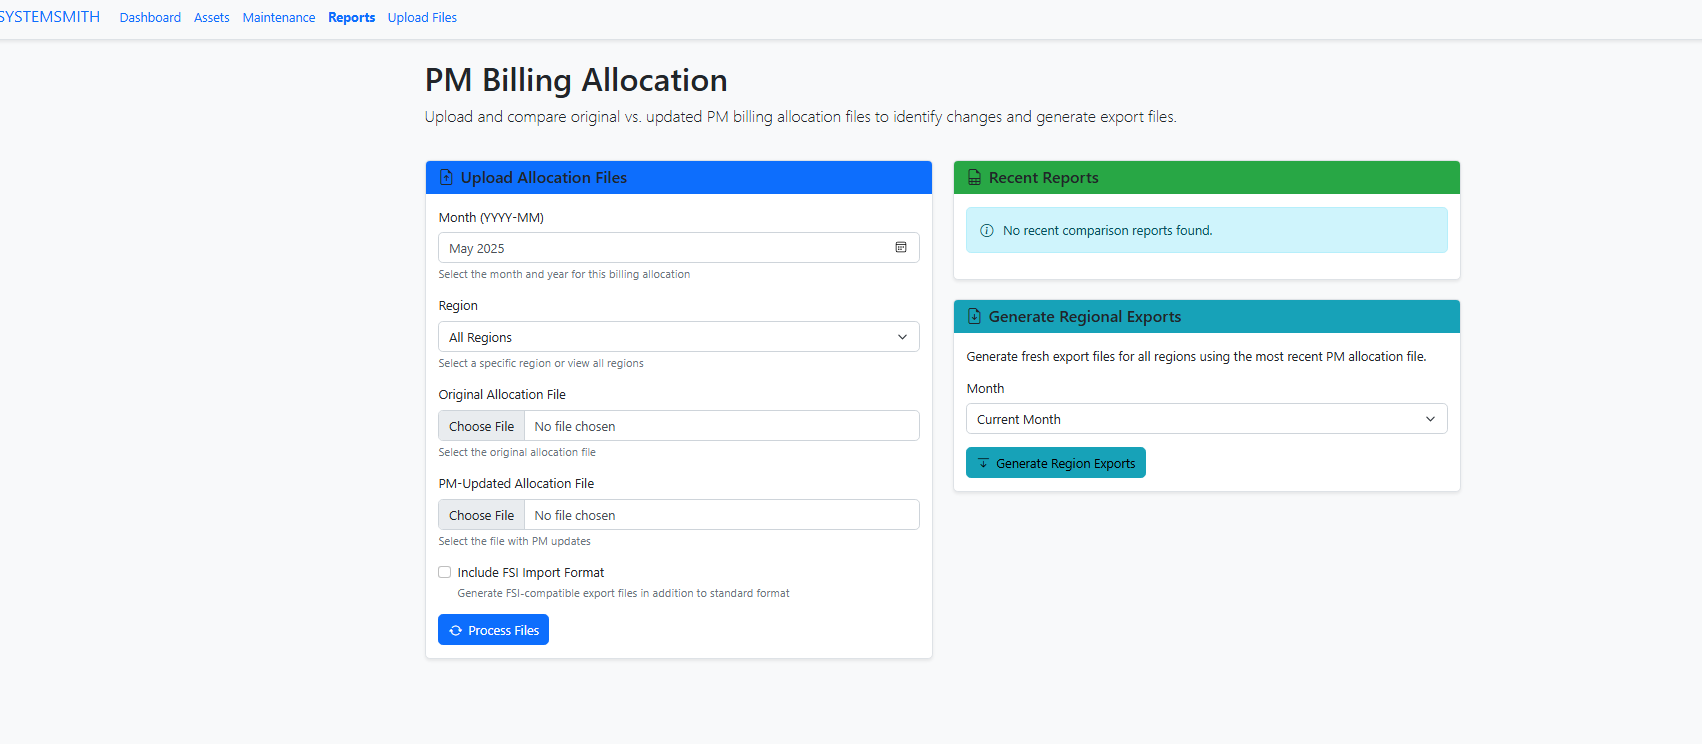 SYSTEMSMITH Dashboard Assets Maintenance Reports Upload Files
PM Billing Allocation
Upload and compare original vs. updated PM billing allocation files to identify changes and generate export files.
Upload Allocation Files
Month (YYYY-MM)
May 2025
Select the month and year for this billing allocation
Region
All Regions
Select a specific region or view all regions
Original Allocation File
Choose File No file chosen
Select the original allocation file
PM-Updated Allocation File
Choose File No file chosen
Select the file with PM updates
Include FSI Import Format
Generate FSI-compatible export files in addition to standard format
Process Files
Recent Reports
No recent comparison reports found.
Generate Regional Exports
Generate fresh export files for all regions using the most recent PM allocation file.
Month
Current Month
Generate Region Exports